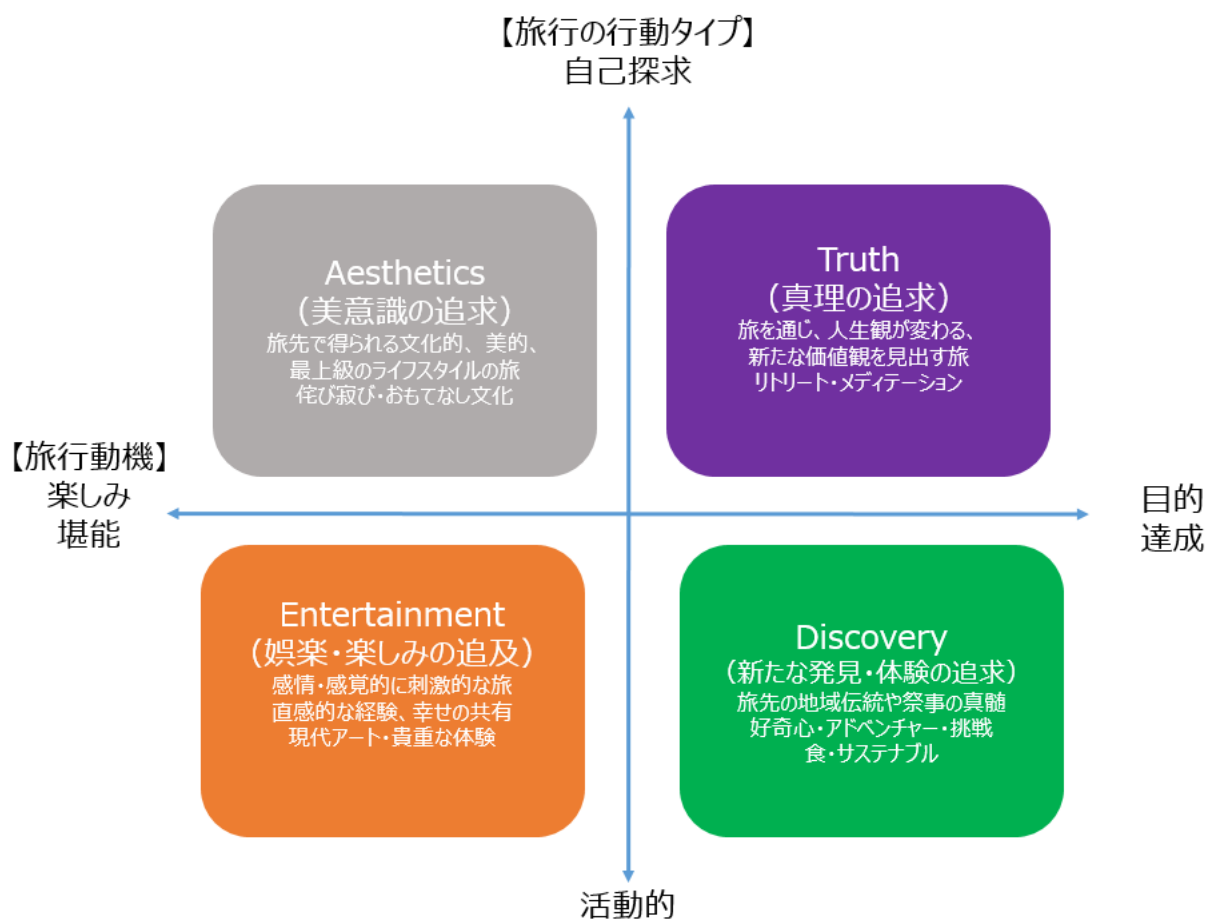 【旅行の行動タイプ】
自己探求
Aesthetics
（美意識の追求）
旅先で得られる文化的、美的、
最上級のライフスタイルの旅
侘び寂び・おもてなし文化
Truth
（真理の追求）
旅を通じ、人生観が変わる、
新たな価値観を見出す旅
リトリート・メディテーション
【旅行動機】
楽しみ
堪能
目的
達成
Entertainment
（娯楽・楽しみの追及）
感情・感覚的に刺激的な旅
直感的な経験、幸せの共有
現代アート・貴重な体験
Discovery
（新たな発見・体験の追求）
旅先の地域伝統や祭事の真髄
好奇心・アドベンチャー・挑戦
食・サステナブル
活動的